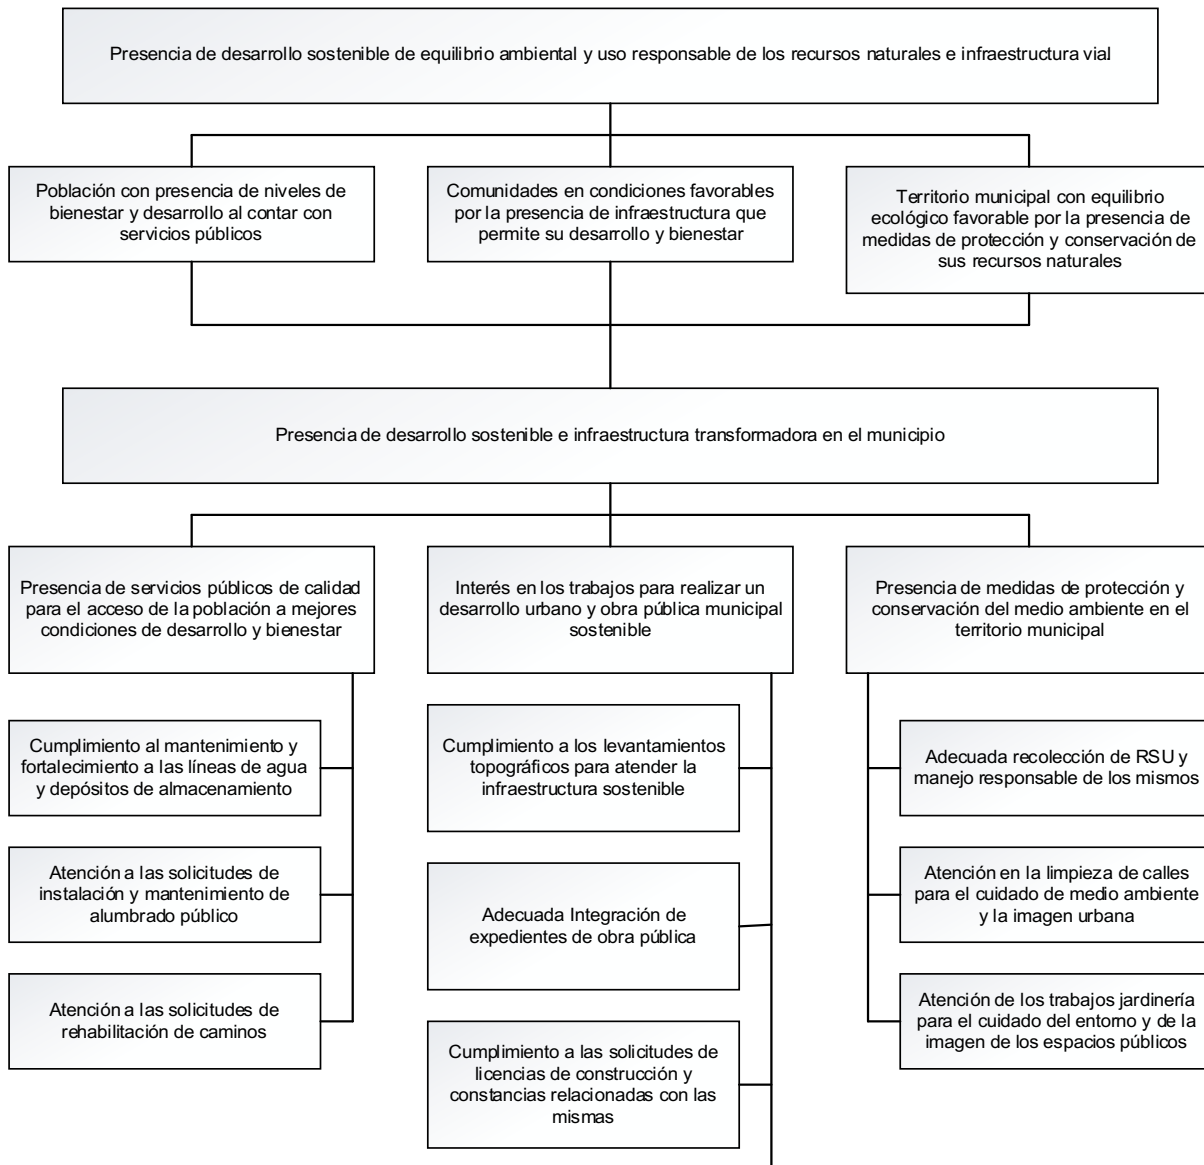 Presencia de desarrollo sostenible de equilibrio ambiental y uso responsable de los recursos naturales e infraestructura vial.
Población con presencia de niveles de
bienestar y desarrollo al contar con
servicios públicos
Comunidades en condiciones favorables
por la presencia de infraestructura que
permite su desarrollo y bienestar
Territorio municipal con equilibrio
ecológico favorable por la presencia de
medidas de protección y conservación de
sus recursos naturales
Presencia de desarrollo sostenible e infraestructura transformadora en el municipio
Presencia de servicios públicos de calidad
para el acceso de la población a mejores
condiciones de desarrollo y bienestar
Interés en los trabajos para realizar un
desarrollo urbano y obra pública municipal
sostenible
Presencia de medidas de protección y
conservación del medio ambiente en el
territorio municipal
Cumplimiento al mantenimiento y
fortalecimiento a las líneas de agua
y depósitos de almacenamiento
Atención a las solicitudes de
instalación y mantenimiento de
alumbrado público
Atención a las solicitudes de
rehabilitación de caminos
Cumplimiento a los levantamientos
topográficos para atender la
infraestructura sostenible
Adecuada Integración de
expedientes de obra pública
Cumplimiento a las solicitudes de
licencias de construcción y
constancias relacionadas con las
mismas
Adecuada recolección de RSU y
manejo responsable de los mismos
Atención en la limpieza de calles
para el cuidado de medio ambiente
y la imagen urbana
Atención de los trabajos jardinería
para el cuidado del entorno y de la
imagen de los espacios públicos